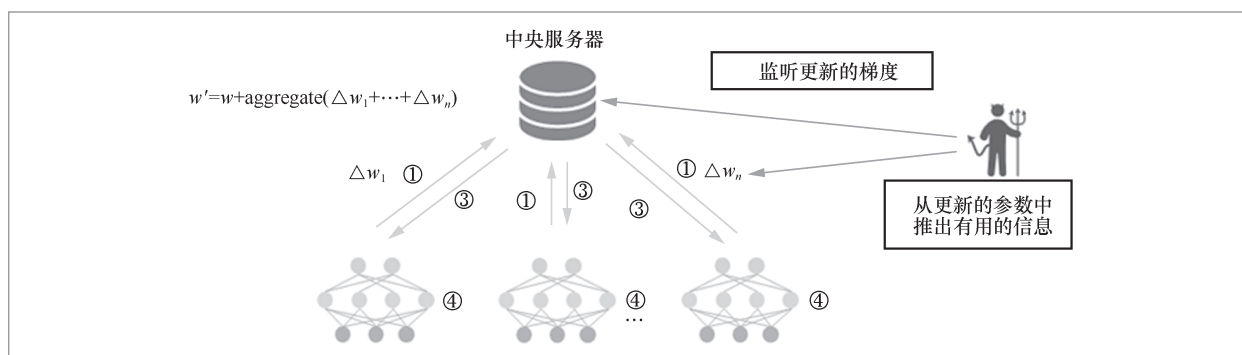 中央服务器
监听更新的梯度
w′=w+aggregate(△w₁+⋯+△wₙ)
△w₁ ①
③
①
③
① △wₙ
③
从更新的参数中
推出有用的信息
④
④
④
…